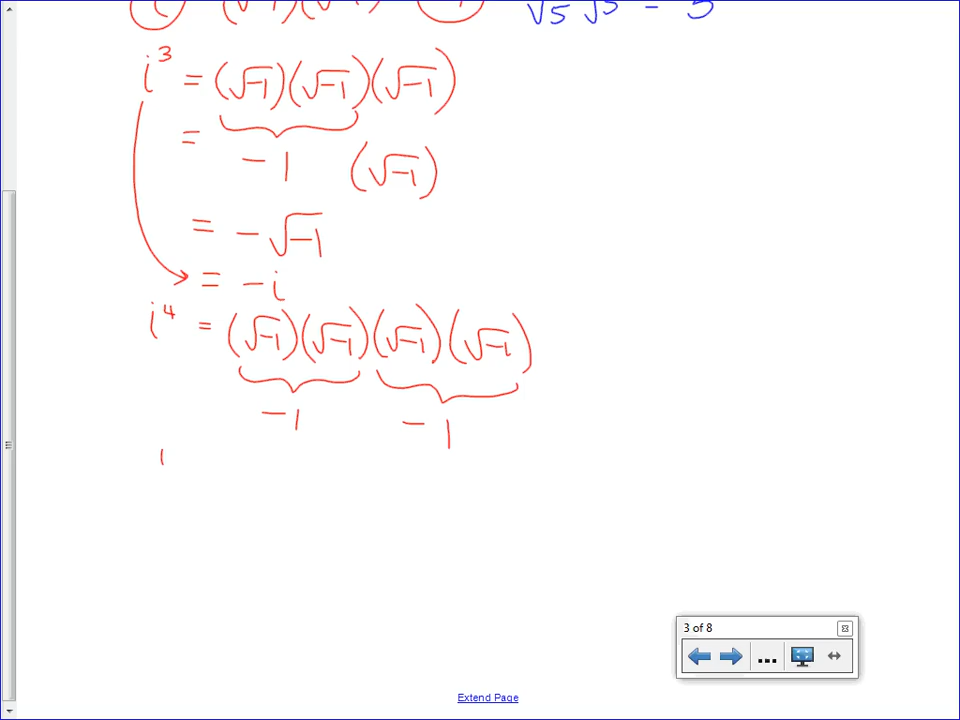 √5 √5 = 5
i³ = (√-1)(√-1)(√-1)
= -1 (√-1)
= -√-1
= -i
i⁴ = (√-1)(√-1)(√-1)(√-1)
-1 -1
3 of 8
...
Extend Page